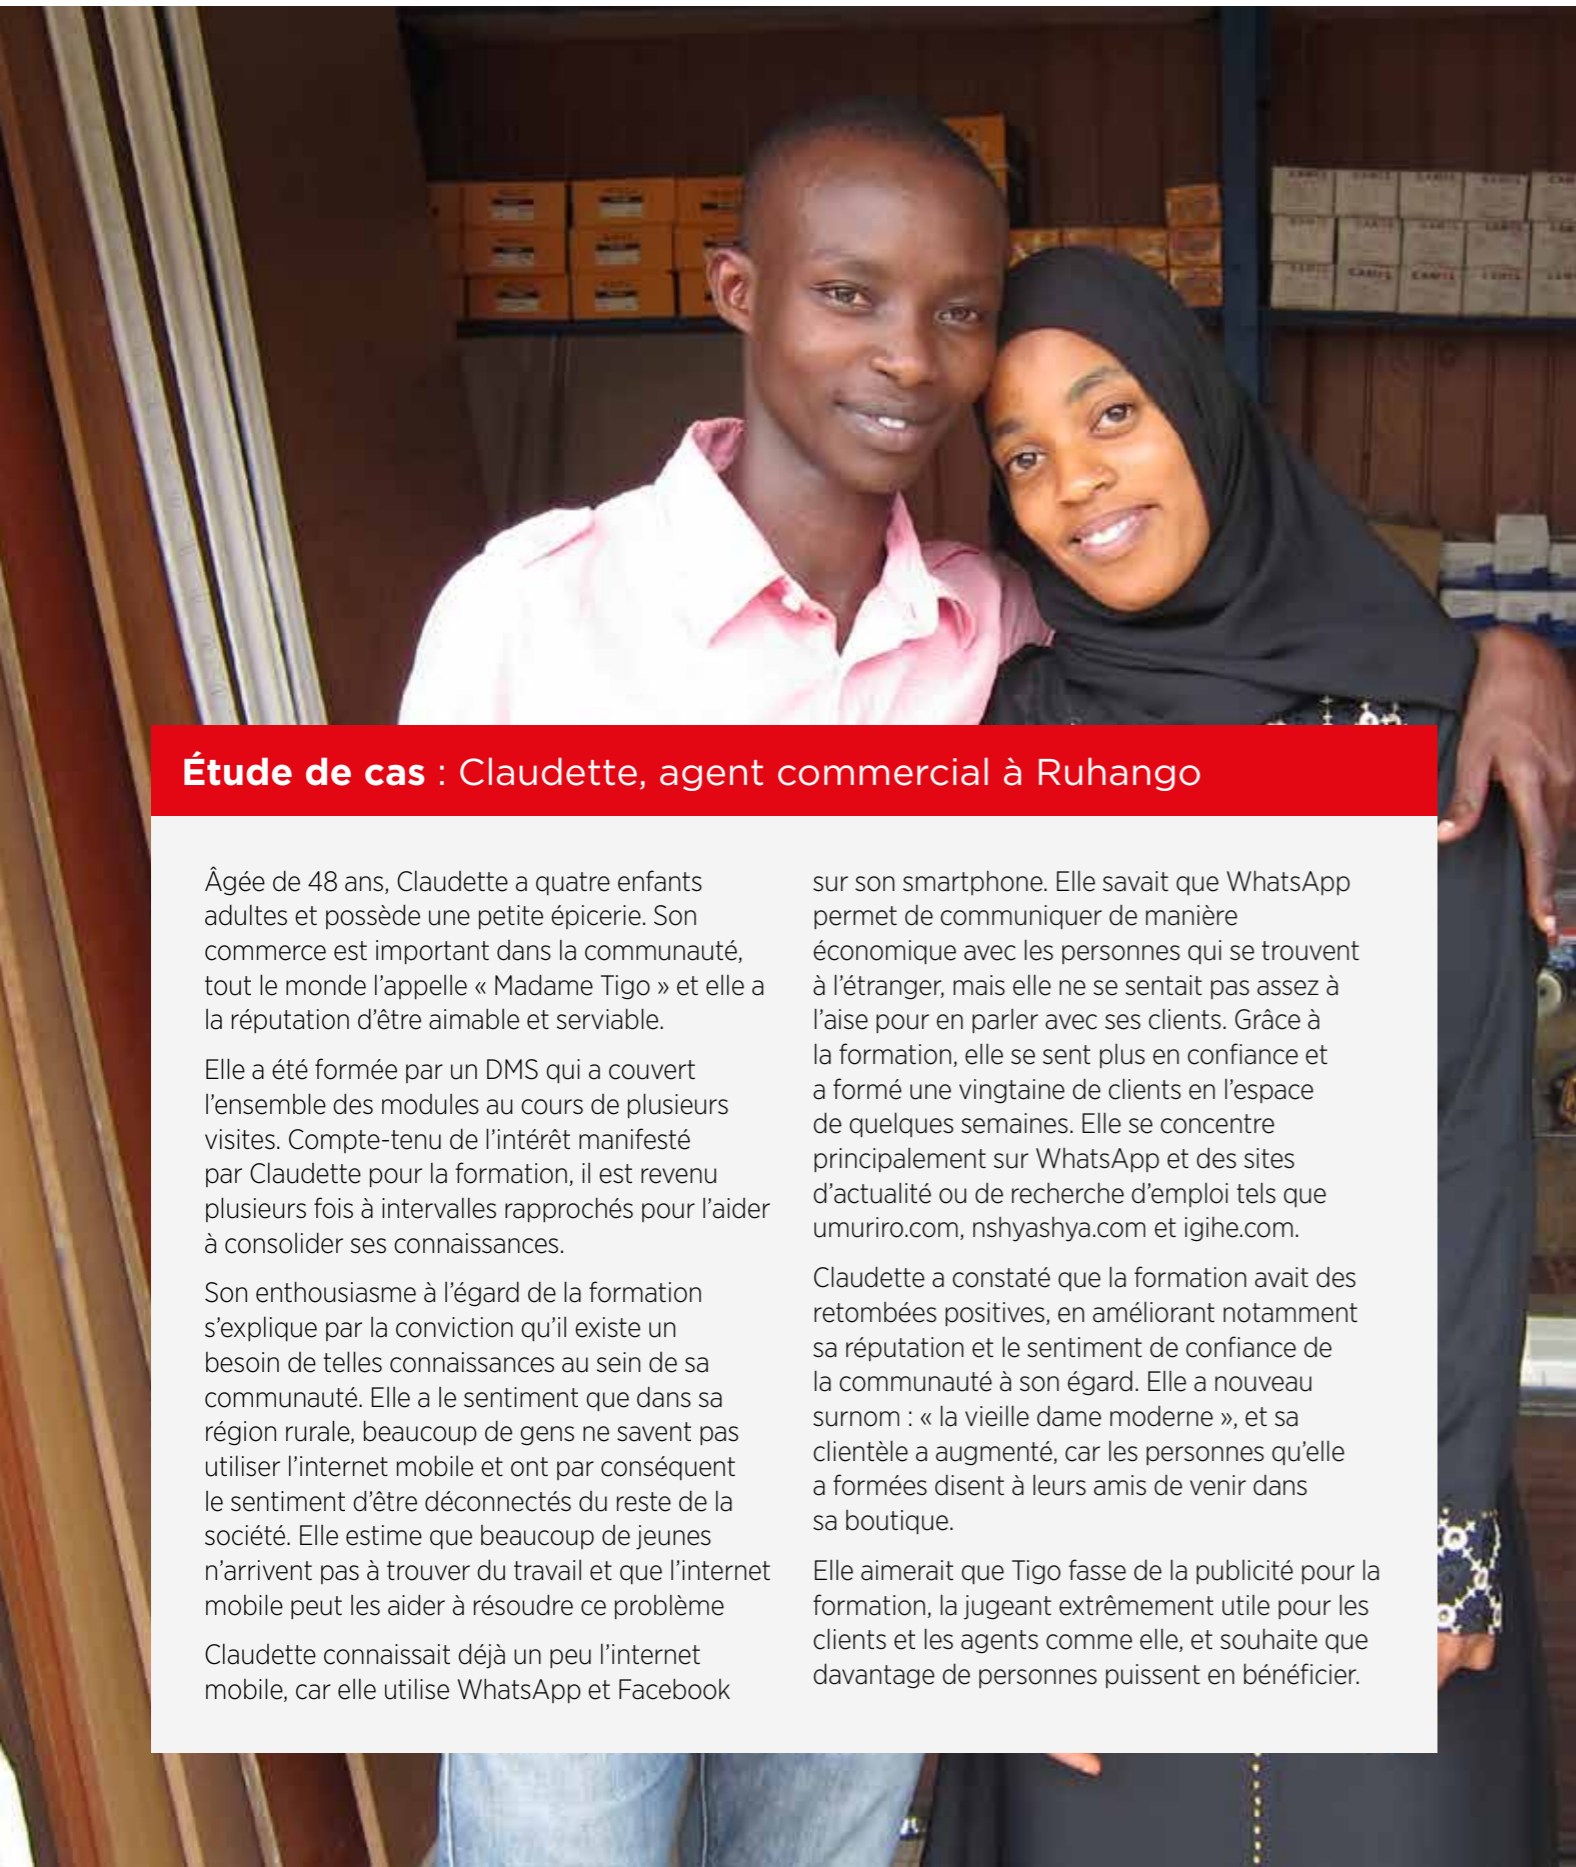 Étude de cas : Claudette, agent commercial à Ruhango
Âgée de 48 ans, Claudette a quatre enfants
adultes et possède une petite épicerie. Son
commerce est important dans la communauté,
tout le monde l’appelle « Madame Tigo » et elle a
la réputation d’être aimable et serviable.
Elle a été formée par un DMS qui a couvert
l’ensemble des modules au cours de plusieurs
visites. Compte-tenu de l’intérêt manifesté
par Claudette pour la formation, il est revenu
plusieurs fois à intervalles rapprochés pour l’aider
à consolider ses connaissances.
Son enthousiasme à l’égard de la formation
s’explique par la conviction qu’il existe un
besoin de telles connaissances au sein de sa
communauté. Elle a le sentiment que dans sa
région rurale, beaucoup de gens ne savent pas
utiliser l’internet mobile et ont par conséquent
le sentiment d’être déconnectés du reste de la
société. Elle estime que beaucoup de jeunes
n’arrivent pas à trouver du travail et que l’internet
mobile peut les aider à résoudre ce problème
Claudette connaissait déjà un peu l’internet
mobile, car elle utilise WhatsApp et Facebook
sur son smartphone. Elle savait que WhatsApp
permet de communiquer de manière
économique avec les personnes qui se trouvent
à l’étranger, mais elle ne se sentait pas assez à
l’aise pour en parler avec ses clients. Grâce à
la formation, elle se sent plus en confiance et
a formé une vingtaine de clients en l’espace
de quelques semaines. Elle se concentre
principalement sur WhatsApp et des sites
d’actualité ou de recherche d’emploi tels que
umuriro.com, nshyashya.com et igihe.com.
Claudette a constaté que la formation avait des
retombées positives, en améliorant notamment
sa réputation et le sentiment de confiance de
la communauté à son égard. Elle a nouveau
surnom : « la vieille dame moderne », et sa
clientèle a augmenté, car les personnes qu’elle
a formées disent à leurs amis de venir dans
sa boutique.
Elle aimerait que Tigo fasse de la publicité pour la
formation, la jugeant extrêmement utile pour les
clients et les agents comme elle, et souhaite que
davantage de personnes puissent en bénéficier.